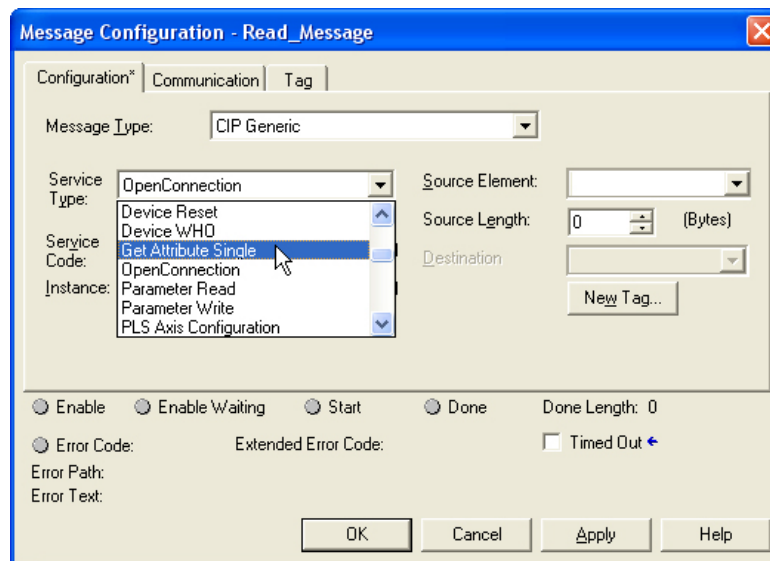 Message Configuration - Read_Message
Configuration* Communication Tag
Message Type: CIP Generic
Service Type: OpenConnection
Source Element:
Device Reset
Device WHO
Get Attribute Single
OpenConnection
Parameter Read
Parameter Write
PLS Axis Configuration
Source Length: 0 (Bytes)
Service Code:
Destination
Instance:
New Tag...
Enable Enable Waiting Start Done Done Length: 0
Error Code: Extended Error Code: Timed Out
Error Path:
Error Text:
OK Cancel Apply Help